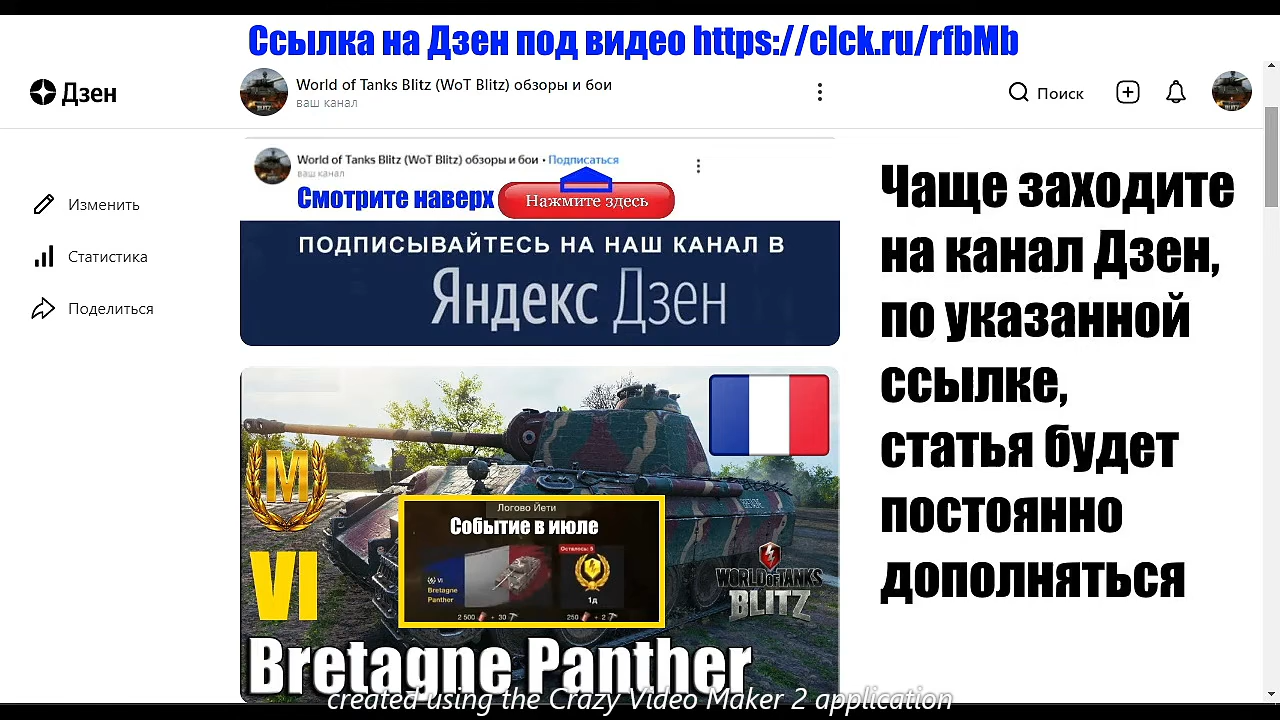 Ссылка на Дзен под видео https://clck.ru/rfbMb
Дзен
World of Tanks Blitz (WoT Blitz) обзоры и бои
ваш канал
Поиск
Изменить
Статистика
Поделиться
World of Tanks Blitz (WoT Blitz) обзоры и бои • Подписаться
ваш канал
Смотрите наверх
Нажмите здесь
ПОДПИСЫВАЙТЕСЬ НА НАШ КАНАЛ В
Яндекс Дзен
Чаще заходите
на канал Дзен,
по указанной
ссылке,
статья будет
постоянно
дополняться
M
VI
Логово Йети
Событие в июле
Осталось: 5
VI
Bretagne
Panther
1д
2 500 + 30
250 + 2
WORLD OF TANKS
BLITZ
Bretagne Panther
created using the Crazy Video Maker 2 application